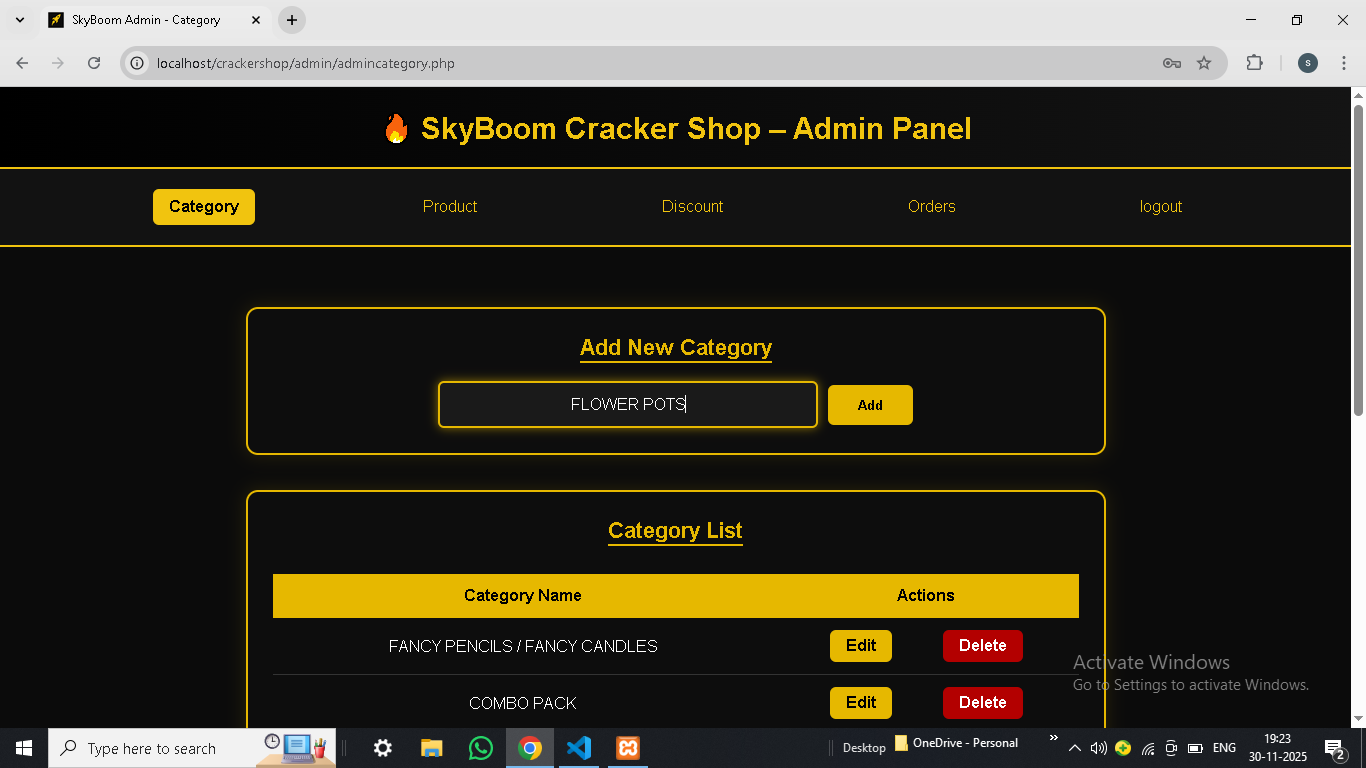 SkyBoom Admin - Category
localhost/crackershop/admin/admincategory.php
s
SkyBoom Cracker Shop – Admin Panel
Category Product Discount Orders logout
Add New Category
FLOWER POTS Add
Category List
Category Name Actions
FANCY PENCILS / FANCY CANDLES Edit Delete
COMBO PACK Edit Delete
Activate Windows
Go to Settings to activate Windows.
Type here to search
Desktop
OneDrive - Personal
ENG
19:23
30-11-2025
2